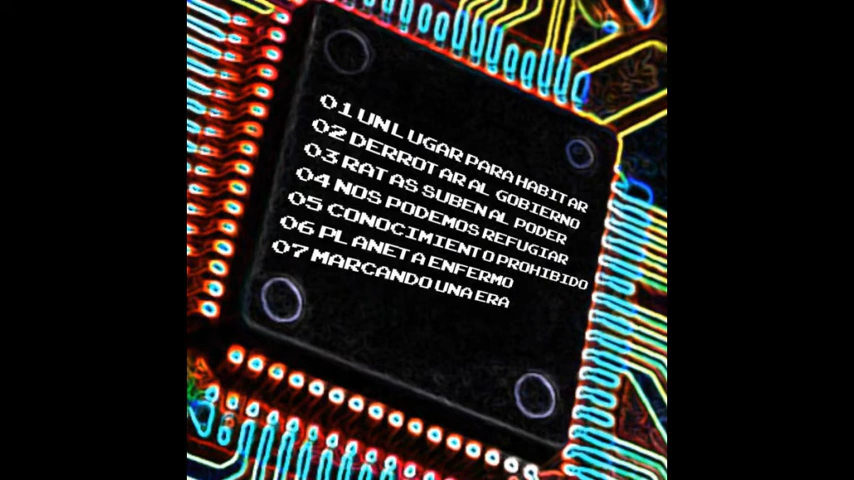 01 UN LUGAR PARA HABITAR
02 DERROTAR AL GOBIERNO
03 RATAS SUBEN AL PODER
04 NOS PODEMOS REFUGIAR
05 CONOCIMIENTO PROHIBIDO
06 PLANETA ENFERMO
07 MARCANDO UNA ERA